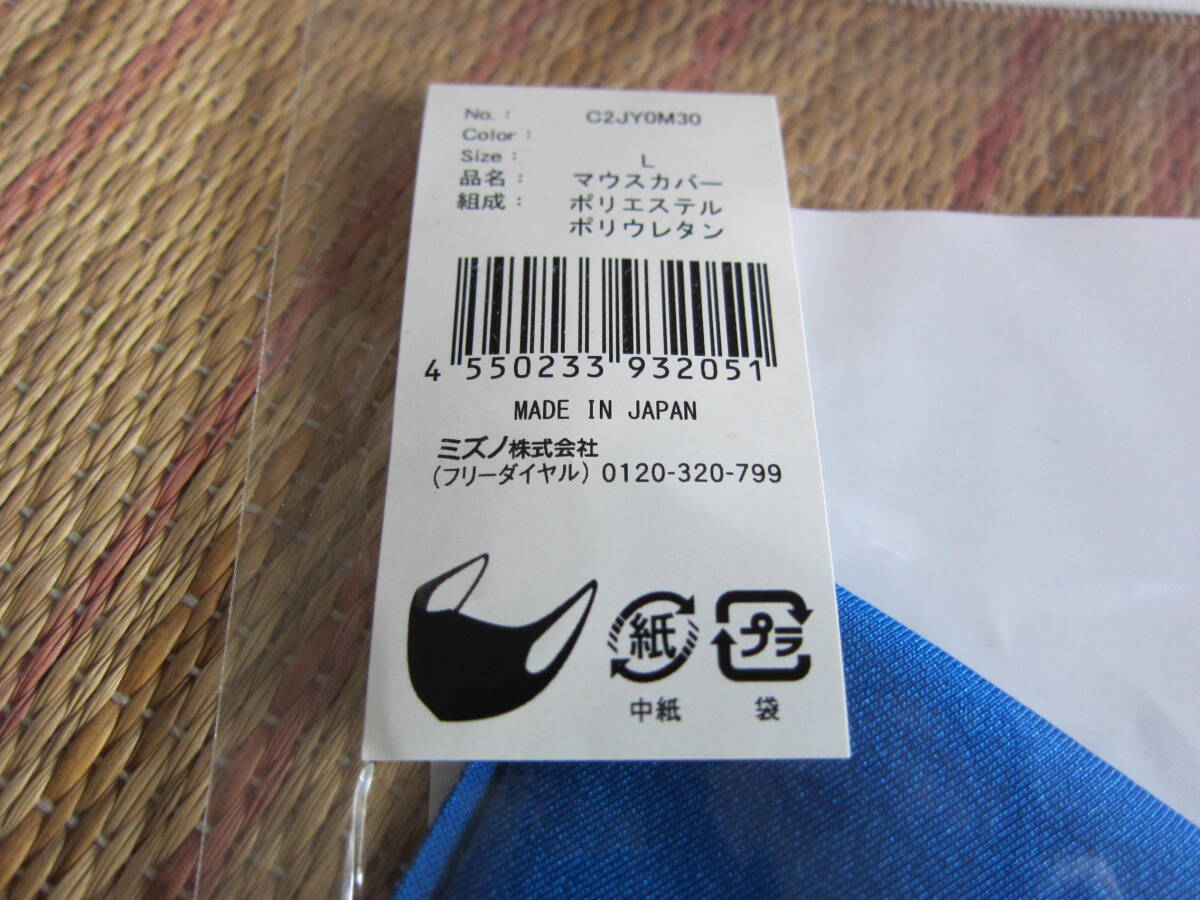 No. : C2JY0M30
Color :
Size : L
品名 : マウスカバー
組成 : ポリエステル
ポリウレタン
4 550233 932051
MADE IN JAPAN
ミズノ株式会社
(フリーダイヤル) 0120-320-799
紙 プラ
中紙 袋